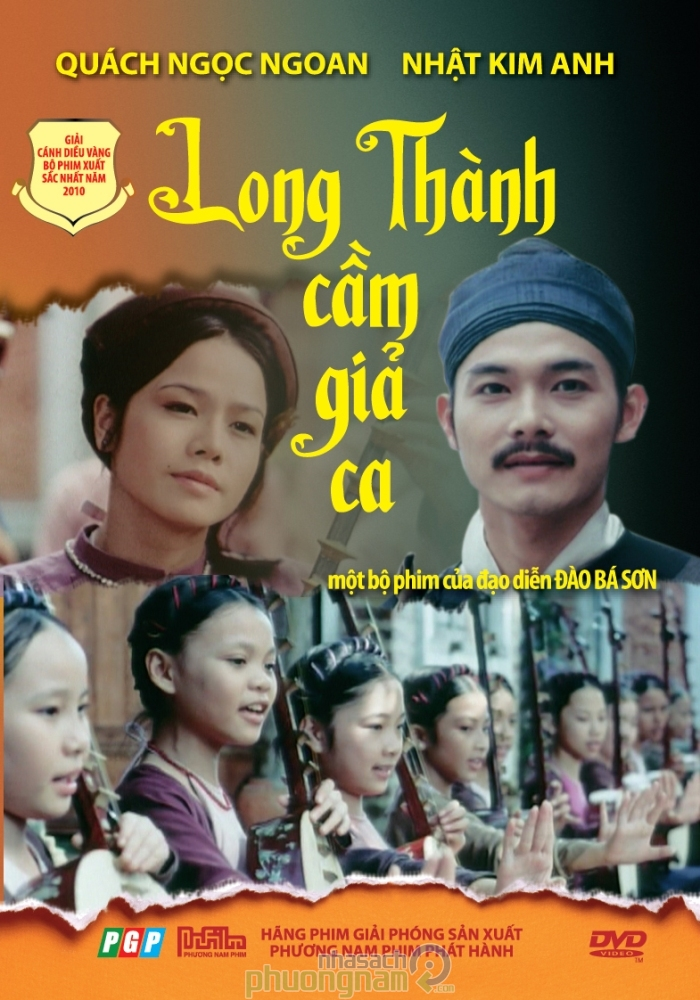 QUÁCH NGỌC NGOAN NHẬT KIM ANH
GIẢI
CÁNH DIỀU VÀNG
BỘ PHIM XUẤT
SẮC NHẤT NĂM
2010
Long Thành
cầm
giả
ca
một bộ phim của đạo diễn ĐÀO BÁ SƠN
PGP
Pnfilm
PHƯƠNG NAM PHIM
HÃNG PHIM GIẢI PHÓNG SẢN XUẤT
PHƯƠNG NAM PHIM PHÁT HÀNH
DVD
VIDEO
TM
nhasach
phuongnam
.com